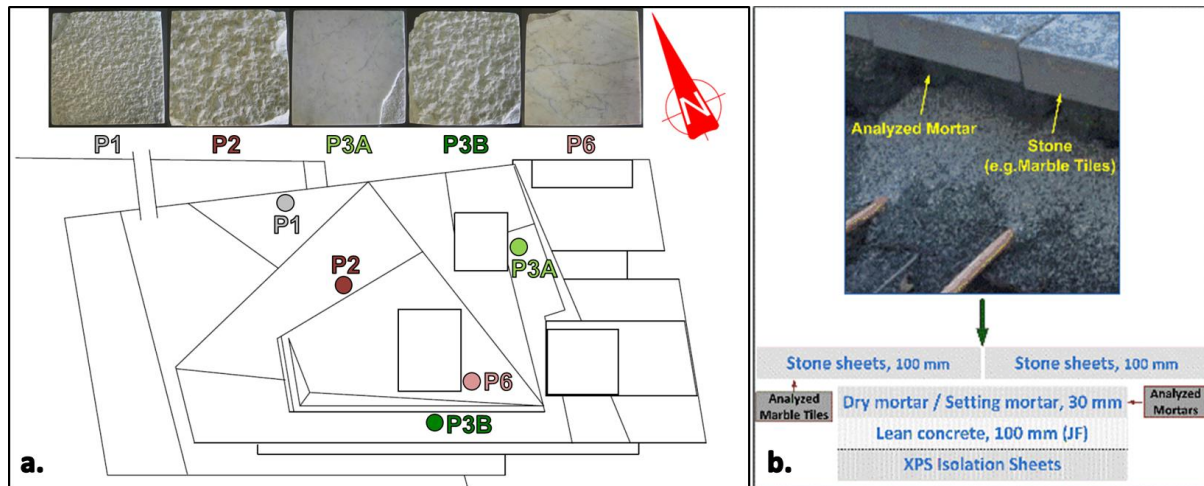 P1
P2
P3A
P3B
P6
N
P1
P2
P3A
P6
P3B
a.
Analyzed Mortar
Stone
(e.g.Marble Tiles)
Stone sheets, 100 mm
Stone sheets, 100 mm
Analyzed
Marble Tiles
Dry mortar / Setting mortar, 30 mm
Analyzed
Mortars
Lean concrete, 100 mm (JF)
XPS Isolation Sheets
b.